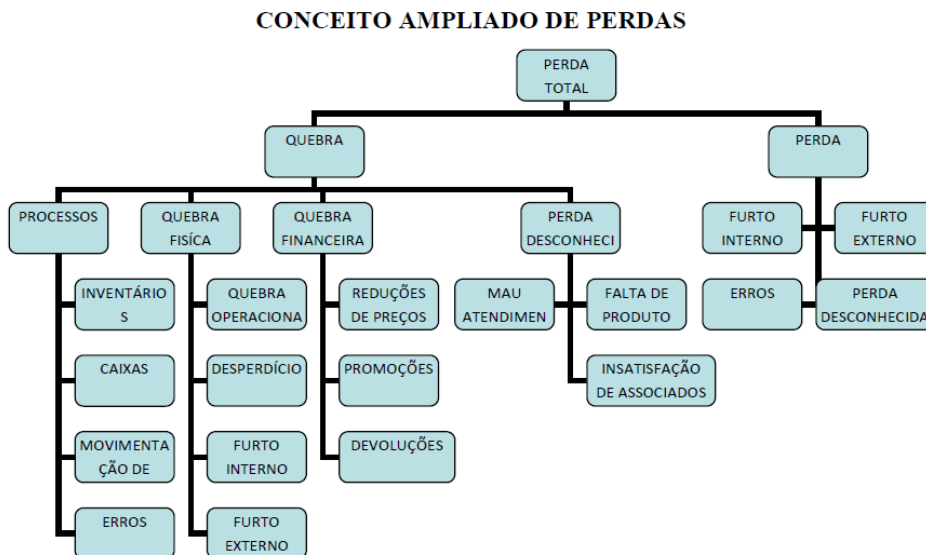 CONCEITO AMPLIADO DE PERDAS
PERDA
TOTAL
QUEBRA
PERDA
PROCESSOS
QUEBRA
FISÍCA
QUEBRA
FINANCEIRA
PERDA
DESCONHECI
FURTO
INTERNO
FURTO
EXTERNO
INVENTÁRIO
S
QUEBRA
OPERACIONA
REDUÇÕES
DE PREÇOS
MAU
ATENDIMEN
FALTA DE
PRODUTO
ERROS
PERDA
DESCONHECIDA
CAIXAS
DESPERDÍCIO
PROMOÇÕES
INSATISFAÇÃO
DE ASSOCIADOS
MOVIMENTA
ÇÃO DE
FURTO
INTERNO
DEVOLUÇÕES
ERROS
FURTO
EXTERNO